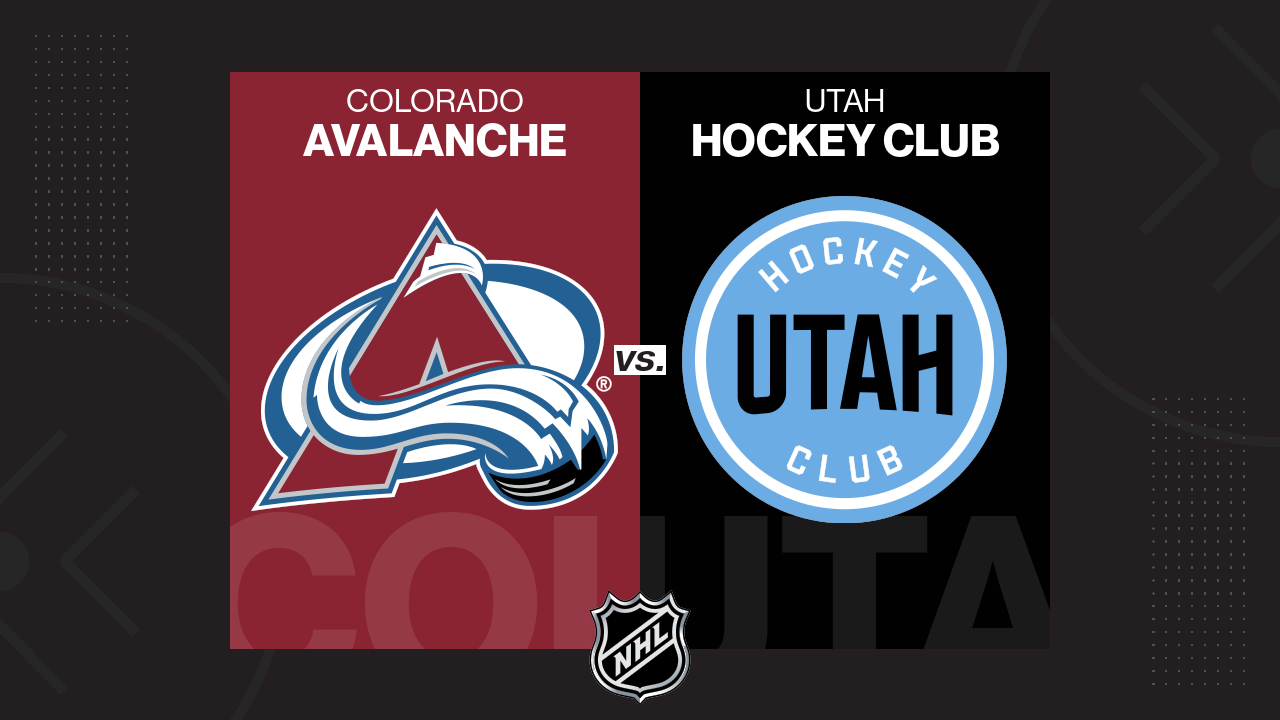 COLORADO
AVALANCHE
UTAH
HOCKEY CLUB
®
vs.
HOCKEY
UTAH
CLUB
COL
UTA
NHL